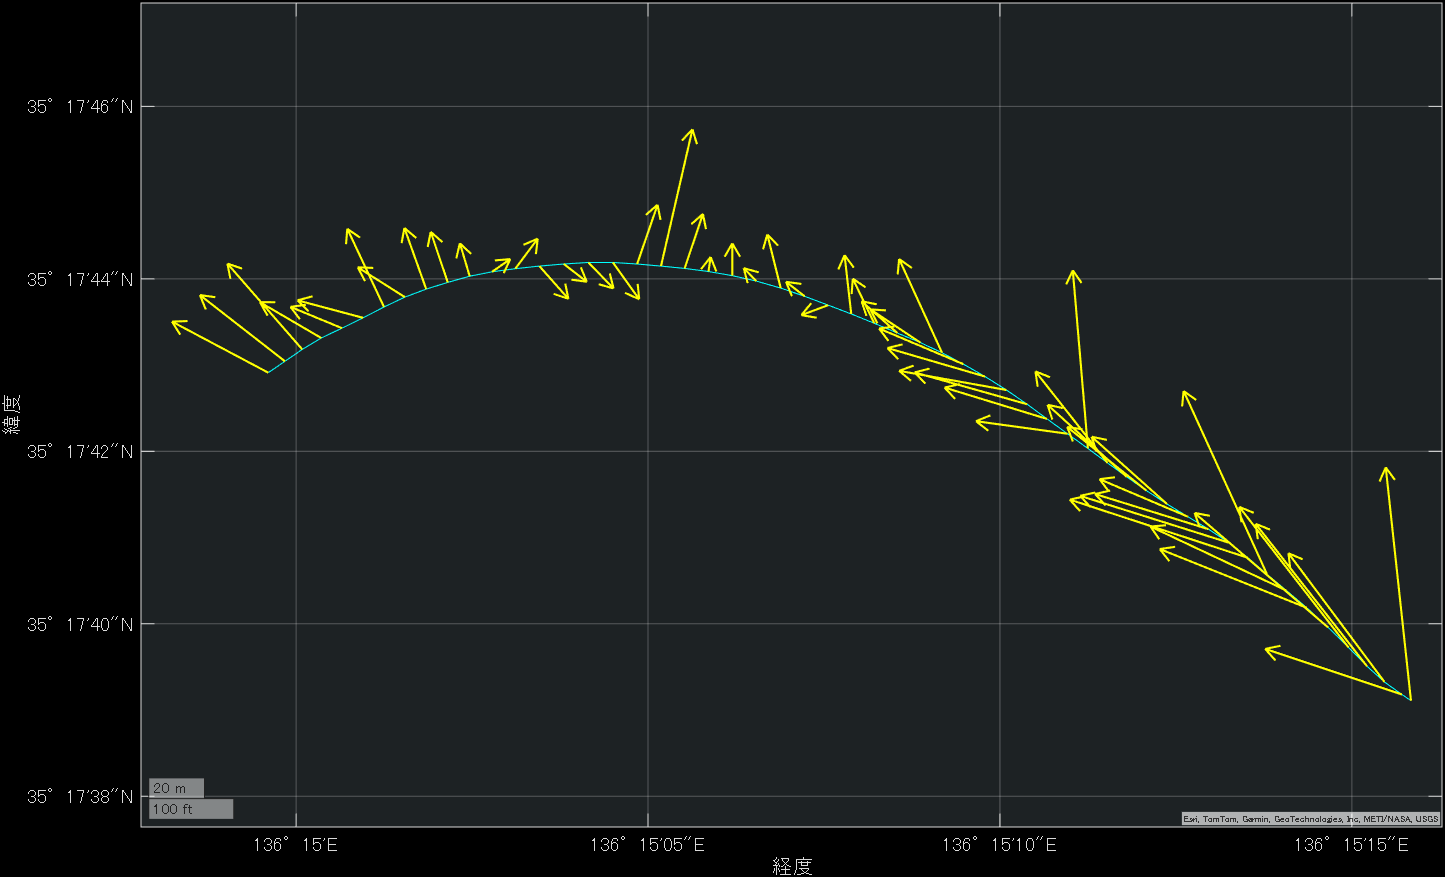 35° 17'46"N
35° 17'44"N
35° 17'42"N
35° 17'40"N
35° 17'38"N
緯度
20 m
100 ft
Esri, TomTom, Garmin, GeoTechnologies, Inc, METI/NASA, USGS
136° 15'E
136° 15'05"E
136° 15'10"E
136° 15'15"E
経度